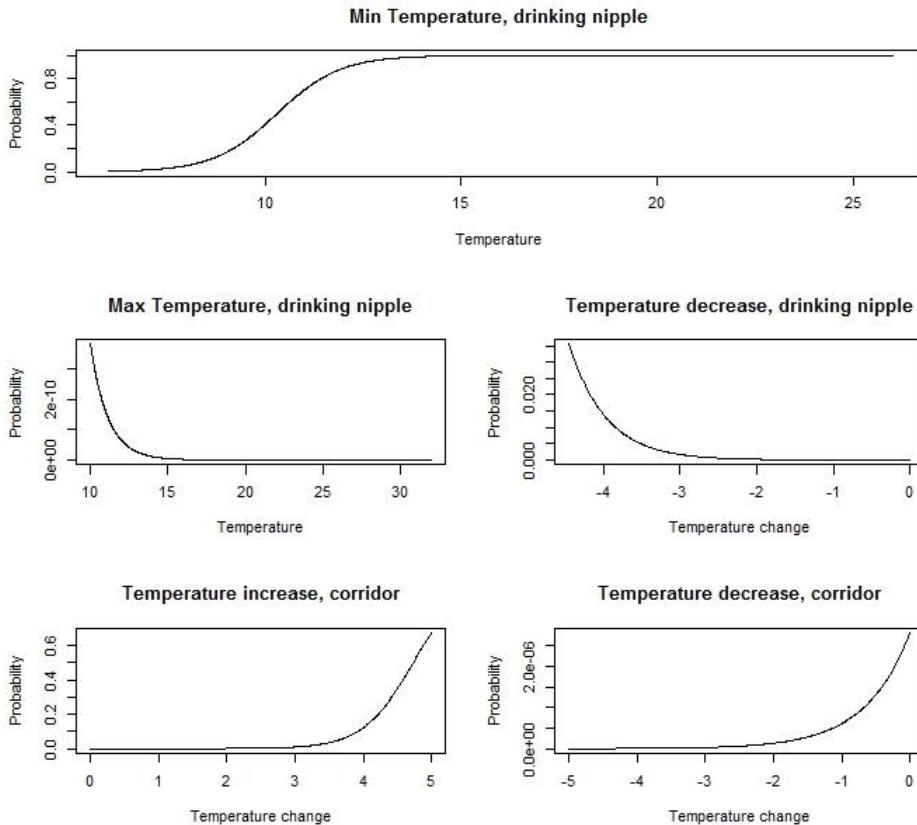 Min Temperature, drinking nipple
Probability
0.0 0.4 0.8
10 15 20 25
Temperature
Max Temperature, drinking nipple
Probability
0e+00 2e-10
10 15 20 25 30
Temperature
Temperature decrease, drinking nipple
Probability
0.000 0.020
-4 -3 -2 -1 0
Temperature change
Temperature increase, corridor
Probability
0.0 0.2 0.4 0.6
0 1 2 3 4 5
Temperature change
Temperature decrease, corridor
Probability
0.0e+00 2.0e-06
-5 -4 -3 -2 -1 0
Temperature change